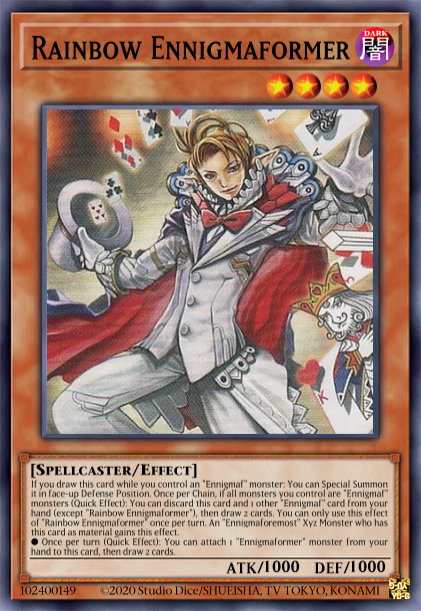 Rainbow Ennigmaformer
DARK
闇
[Spellcaster/Effect]
If you draw this card while you control an "Ennigmaf" monster: You can Special Summon
it in face-up Defense Position. Once per Chain, if all monsters you control are "Ennigmaf"
monsters (Quick Effect): You can discard this card and 1 other "Ennigmaf" card from your
hand (except "Rainbow Ennigmaformer"), then draw 2 cards. You can only use this effect
of "Rainbow Ennigmaformer" once per turn. An "Ennigmaforemost" Xyz Monster who has
this card as material gains this effect.
● Once per turn (Quick Effect): You can attach 1 "Ennigmaformer" monster from your
hand to this card, then draw 2 cards.
ATK/1000 DEF/1000
102400149 ©2020 Studio Dice/SHUEISHA, TV TOKYO, KONAMI